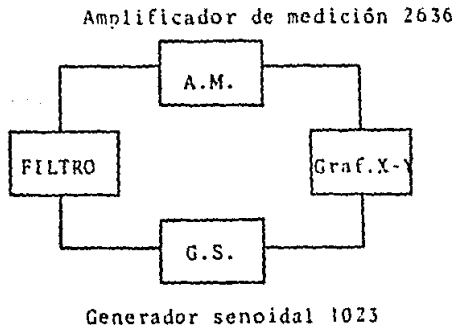 Amplificador de medición 2636
A.M.
FILTRO
Graf.X-Y
G.S.
Generador senoidal 1023